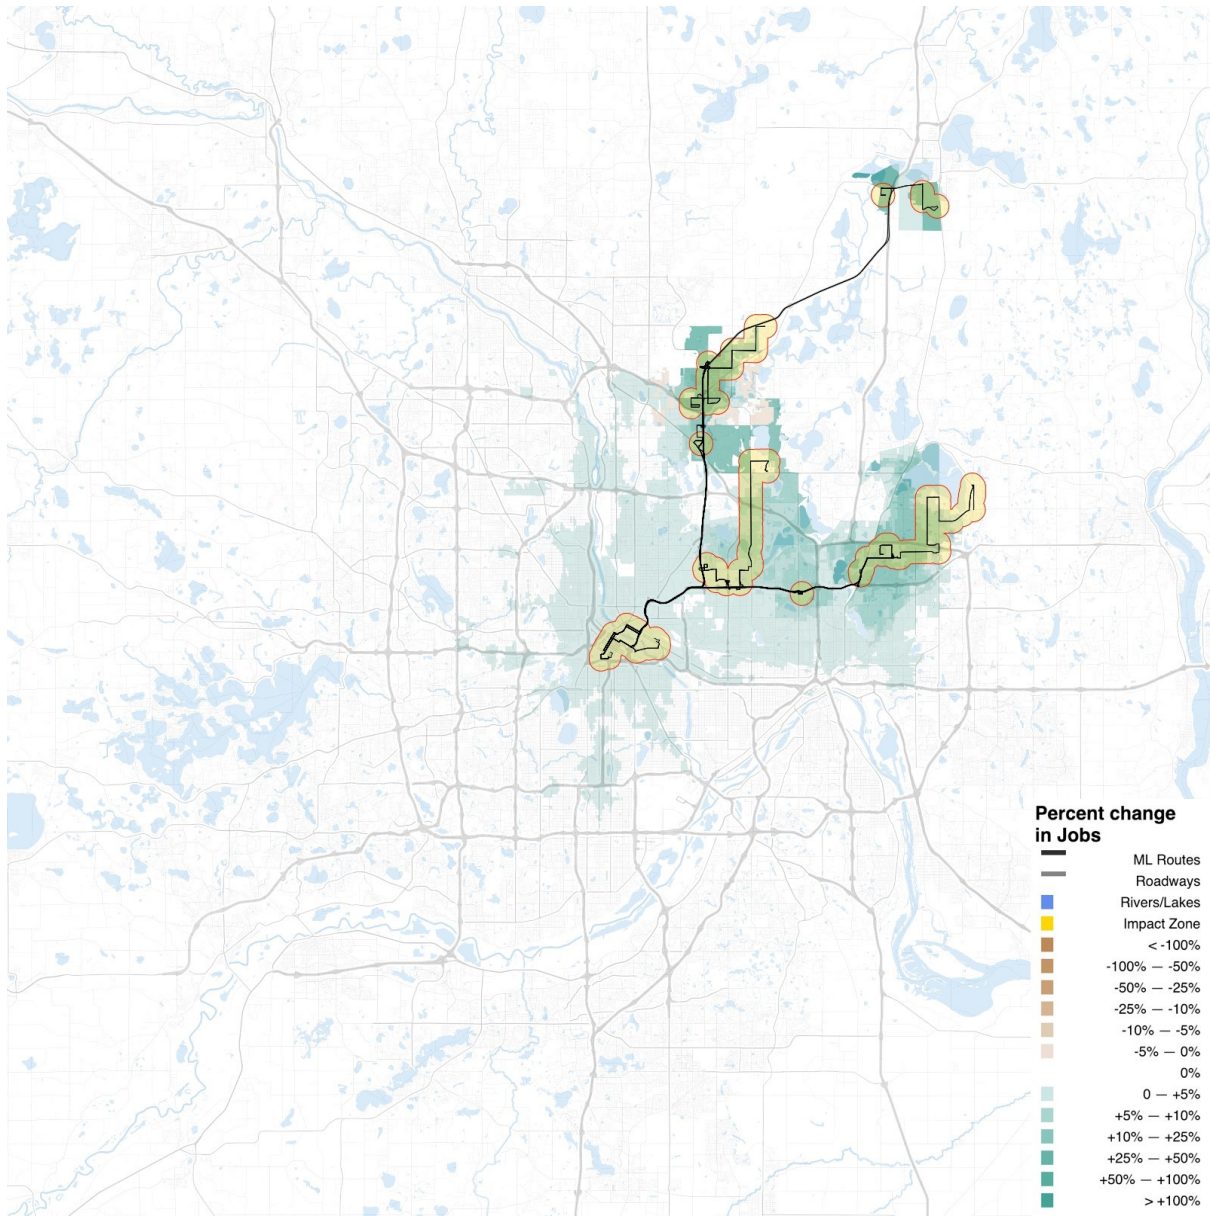 Percent change
in Jobs
ML Routes
Roadways
Rivers/Lakes
Impact Zone
< -100%
-100% — -50%
-50% — -25%
-25% — -10%
-10% — -5%
-5% — 0%
0%
0 — +5%
+5% — +10%
+10% — +25%
+25% — +50%
+50% — +100%
> +100%